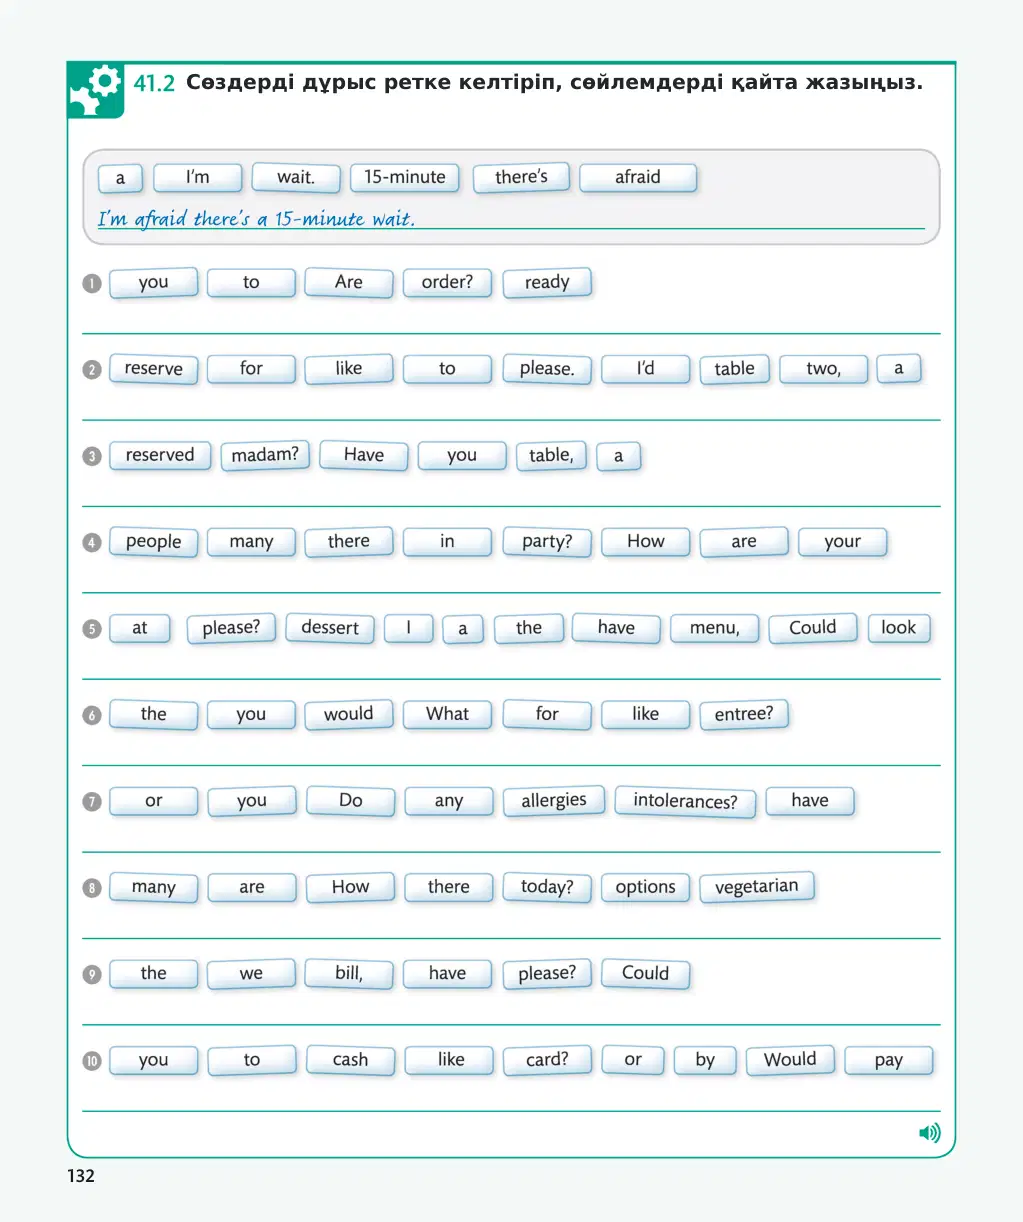 41.2 Сөздерді дұрыс ретке келтіріп, сөйлемдерді қайта жазыңыз.
a I'm wait. 15-minute there's afraid
I'm afraid there's a 15-minute wait.
1 you to Are order? ready
2 reserve for like to please. I'd table two, a
3 reserved madam? Have you table, a
4 people many there in party? How are your
5 at please? dessert I a the have menu, Could look
6 the you would What for like entree?
7 or you Do any allergies intolerances? have
8 many are How there today? options vegetarian
9 the we bill, have please? Could
10 you to cash like card? or by Would pay
132